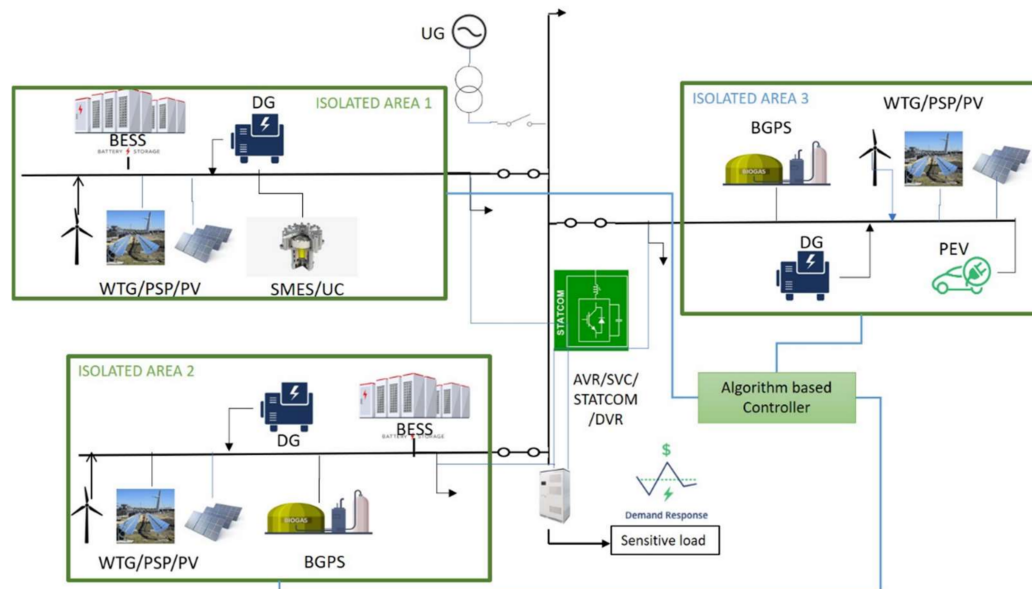 UG
ISOLATED AREA 1
DG
BESS
BATTERY STORAGE
WTG/PSP/PV
SMES/UC
ISOLATED AREA 3
WTG/PSP/PV
BGPS
BIOGAS
DG
PEV
STATCOM
AVR/SVC/
STATCOM
/DVR
Algorithm based
Controller
ISOLATED AREA 2
DG
BESS
BATTERY STORAGE
WTG/PSP/PV
BIOGAS
BGPS
$
Demand Response
Sensitive load